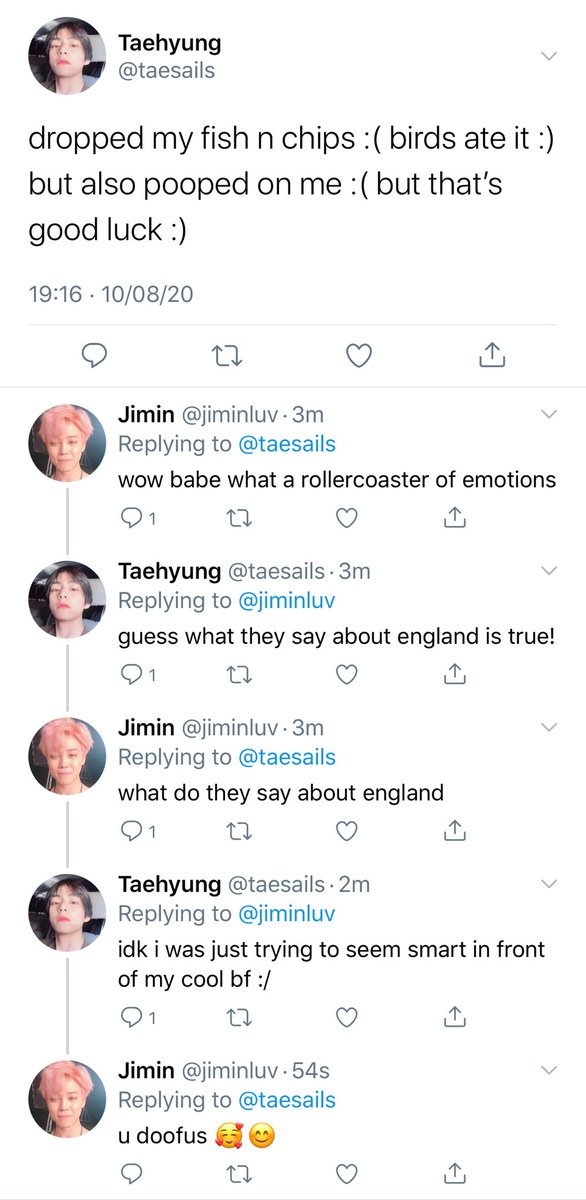 Taehyung
@taesails
dropped my fish n chips :( birds ate it :)
but also pooped on me :( but that’s
good luck :)
19:16 · 10/08/20
Jimin @jiminluv · 3m
Replying to @taesails
wow babe what a rollercoaster of emotions
1
Taehyung @taesails · 3m
Replying to @jiminluv
guess what they say about england is true!
1
Jimin @jiminluv · 3m
Replying to @taesails
what do they say about england
1
Taehyung @taesails · 2m
Replying to @jiminluv
idk i was just trying to seem smart in front
of my cool bf :/
1
Jimin @jiminluv · 54s
Replying to @taesails
u doofus 🥰😊